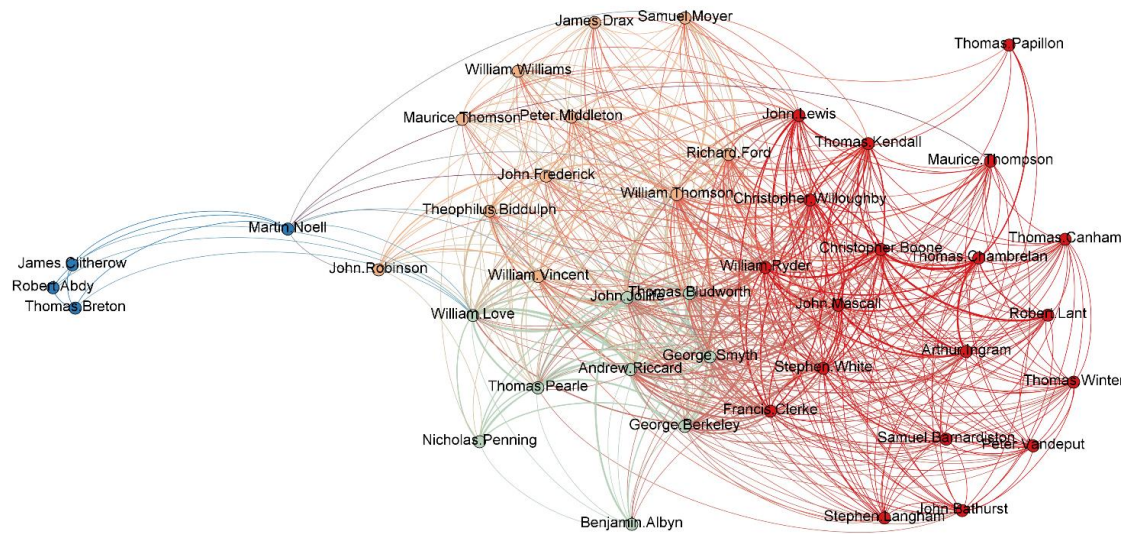 James.Drax
Samuel.Moyer
Thomas.Papillon
William.Williams
Maurice.Thomson
Peter.Middleton
John.Lewis
Thomas.Kendall
Richard.Ford
Maurice.Thompson
John.Frederick
William.Thomson
Christopher.Willoughby
Theophilus.Biddulph
Martin.Noell
Thomas.Canham
Christopher.Boone
Thomas.Chambrelan
James.Clitherow
John.Robinson
William.Ryder
William.Vincent
Robert.Abdy
Thomas.Bludworth
John.Jolliffe
John.Mascall
Thomas.Breton
William.Love
Robert.Lant
George.Smyth
Arthur.Ingram
Andrew.Riccard
Stephen.White
Thomas.Pearle
Thomas.Winter
Francis.Clerke
George.Berkeley
Nicholas.Penning
Samuel.Barnardiston
Peter.Vandeput
John.Bathurst
Stephen.Langham
Benjamin.Albyn